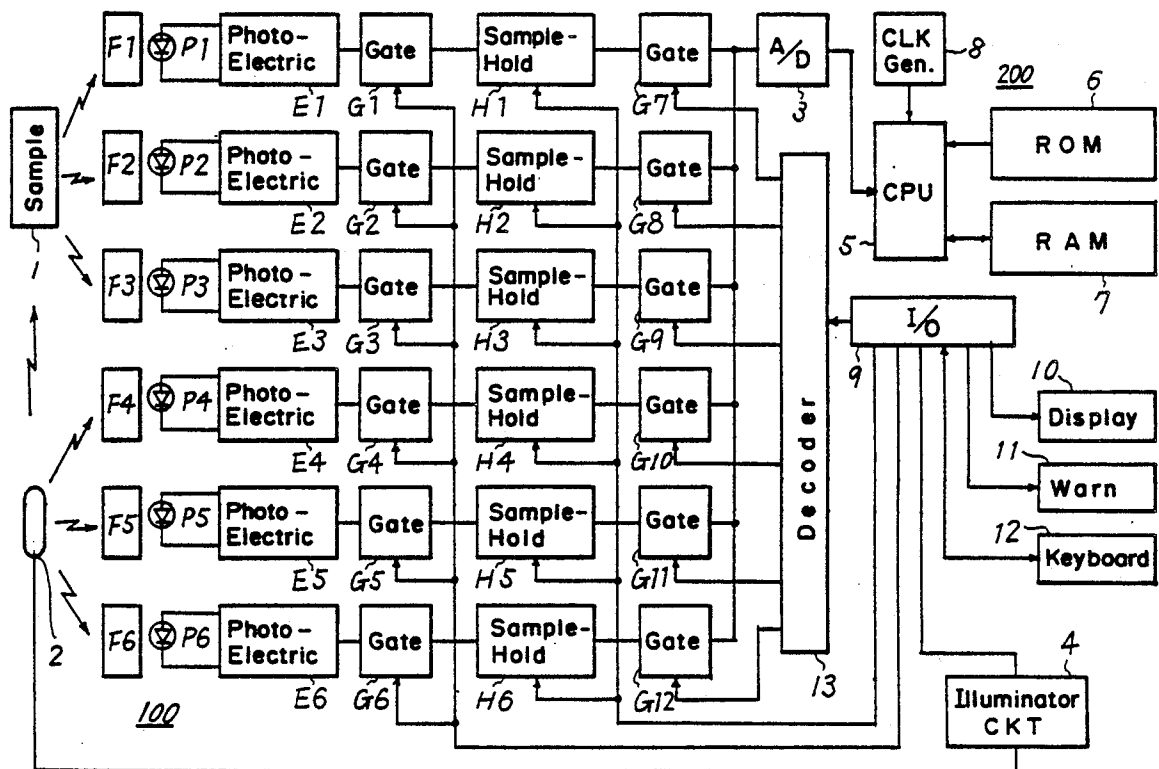 F1 P1 Photo-Electric Gate Sample-Hold Gate A/D CLK Gen. 8 200
E1 G1 H1 G7 3 6
Sample
F2 P2 Photo-Electric Gate Sample-Hold Gate CPU ROM
E2 G2 H2 G8 5
RAM
7
F3 P3 Photo-Electric Gate Sample-Hold Gate
E3 G3 H3 G9
I/O
9
F4 P4 Photo-Electric Gate Sample-Hold Gate
E4 G4 H4 G10
Decoder
10
Display
11
Warn
12
Keyboard
F5 P5 Photo-Electric Gate Sample-Hold Gate
E5 G5 H5 G11
2
F6 P6 Photo-Electric Gate Sample-Hold Gate
E6 G6 H6 G12
13
4
100
Illuminator
CKT